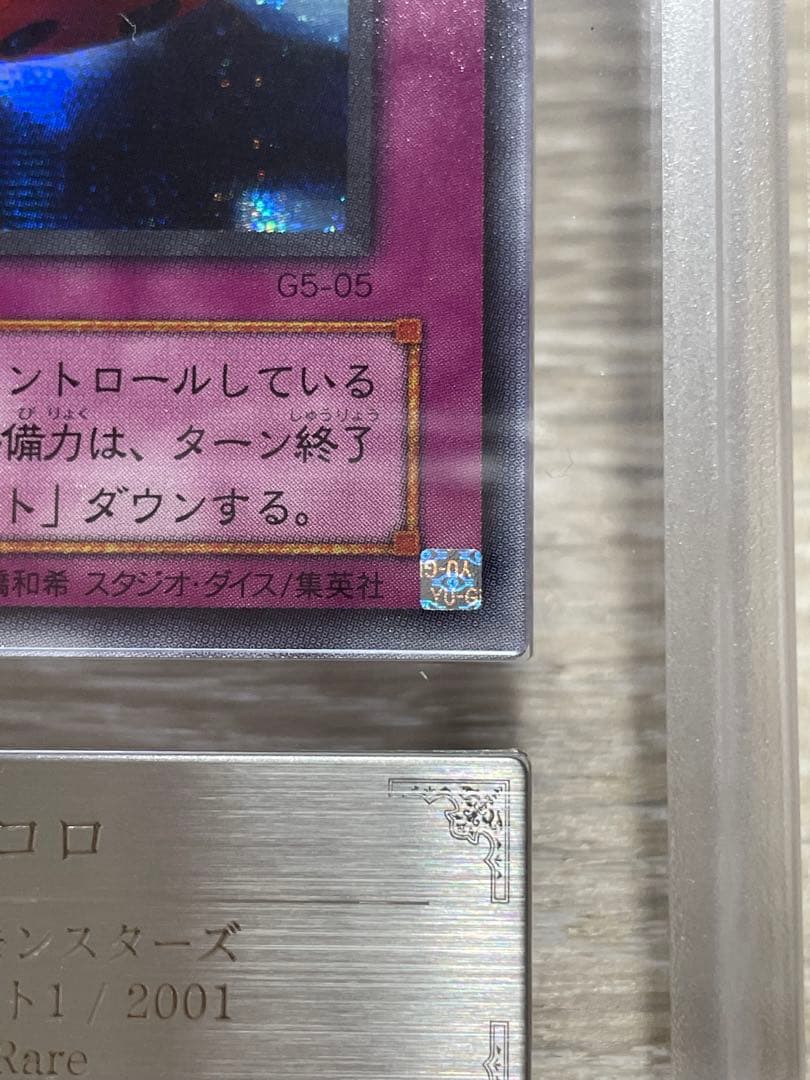 G5-05
ントロールしている
びりょく しゅうりょう
備力は、ターン終了
ト」ダウンする。
橋和希 スタジオ・ダイス/集英社
YU-G
YU-G
コロ
モンスターズ
ト1 / 2001
Rare